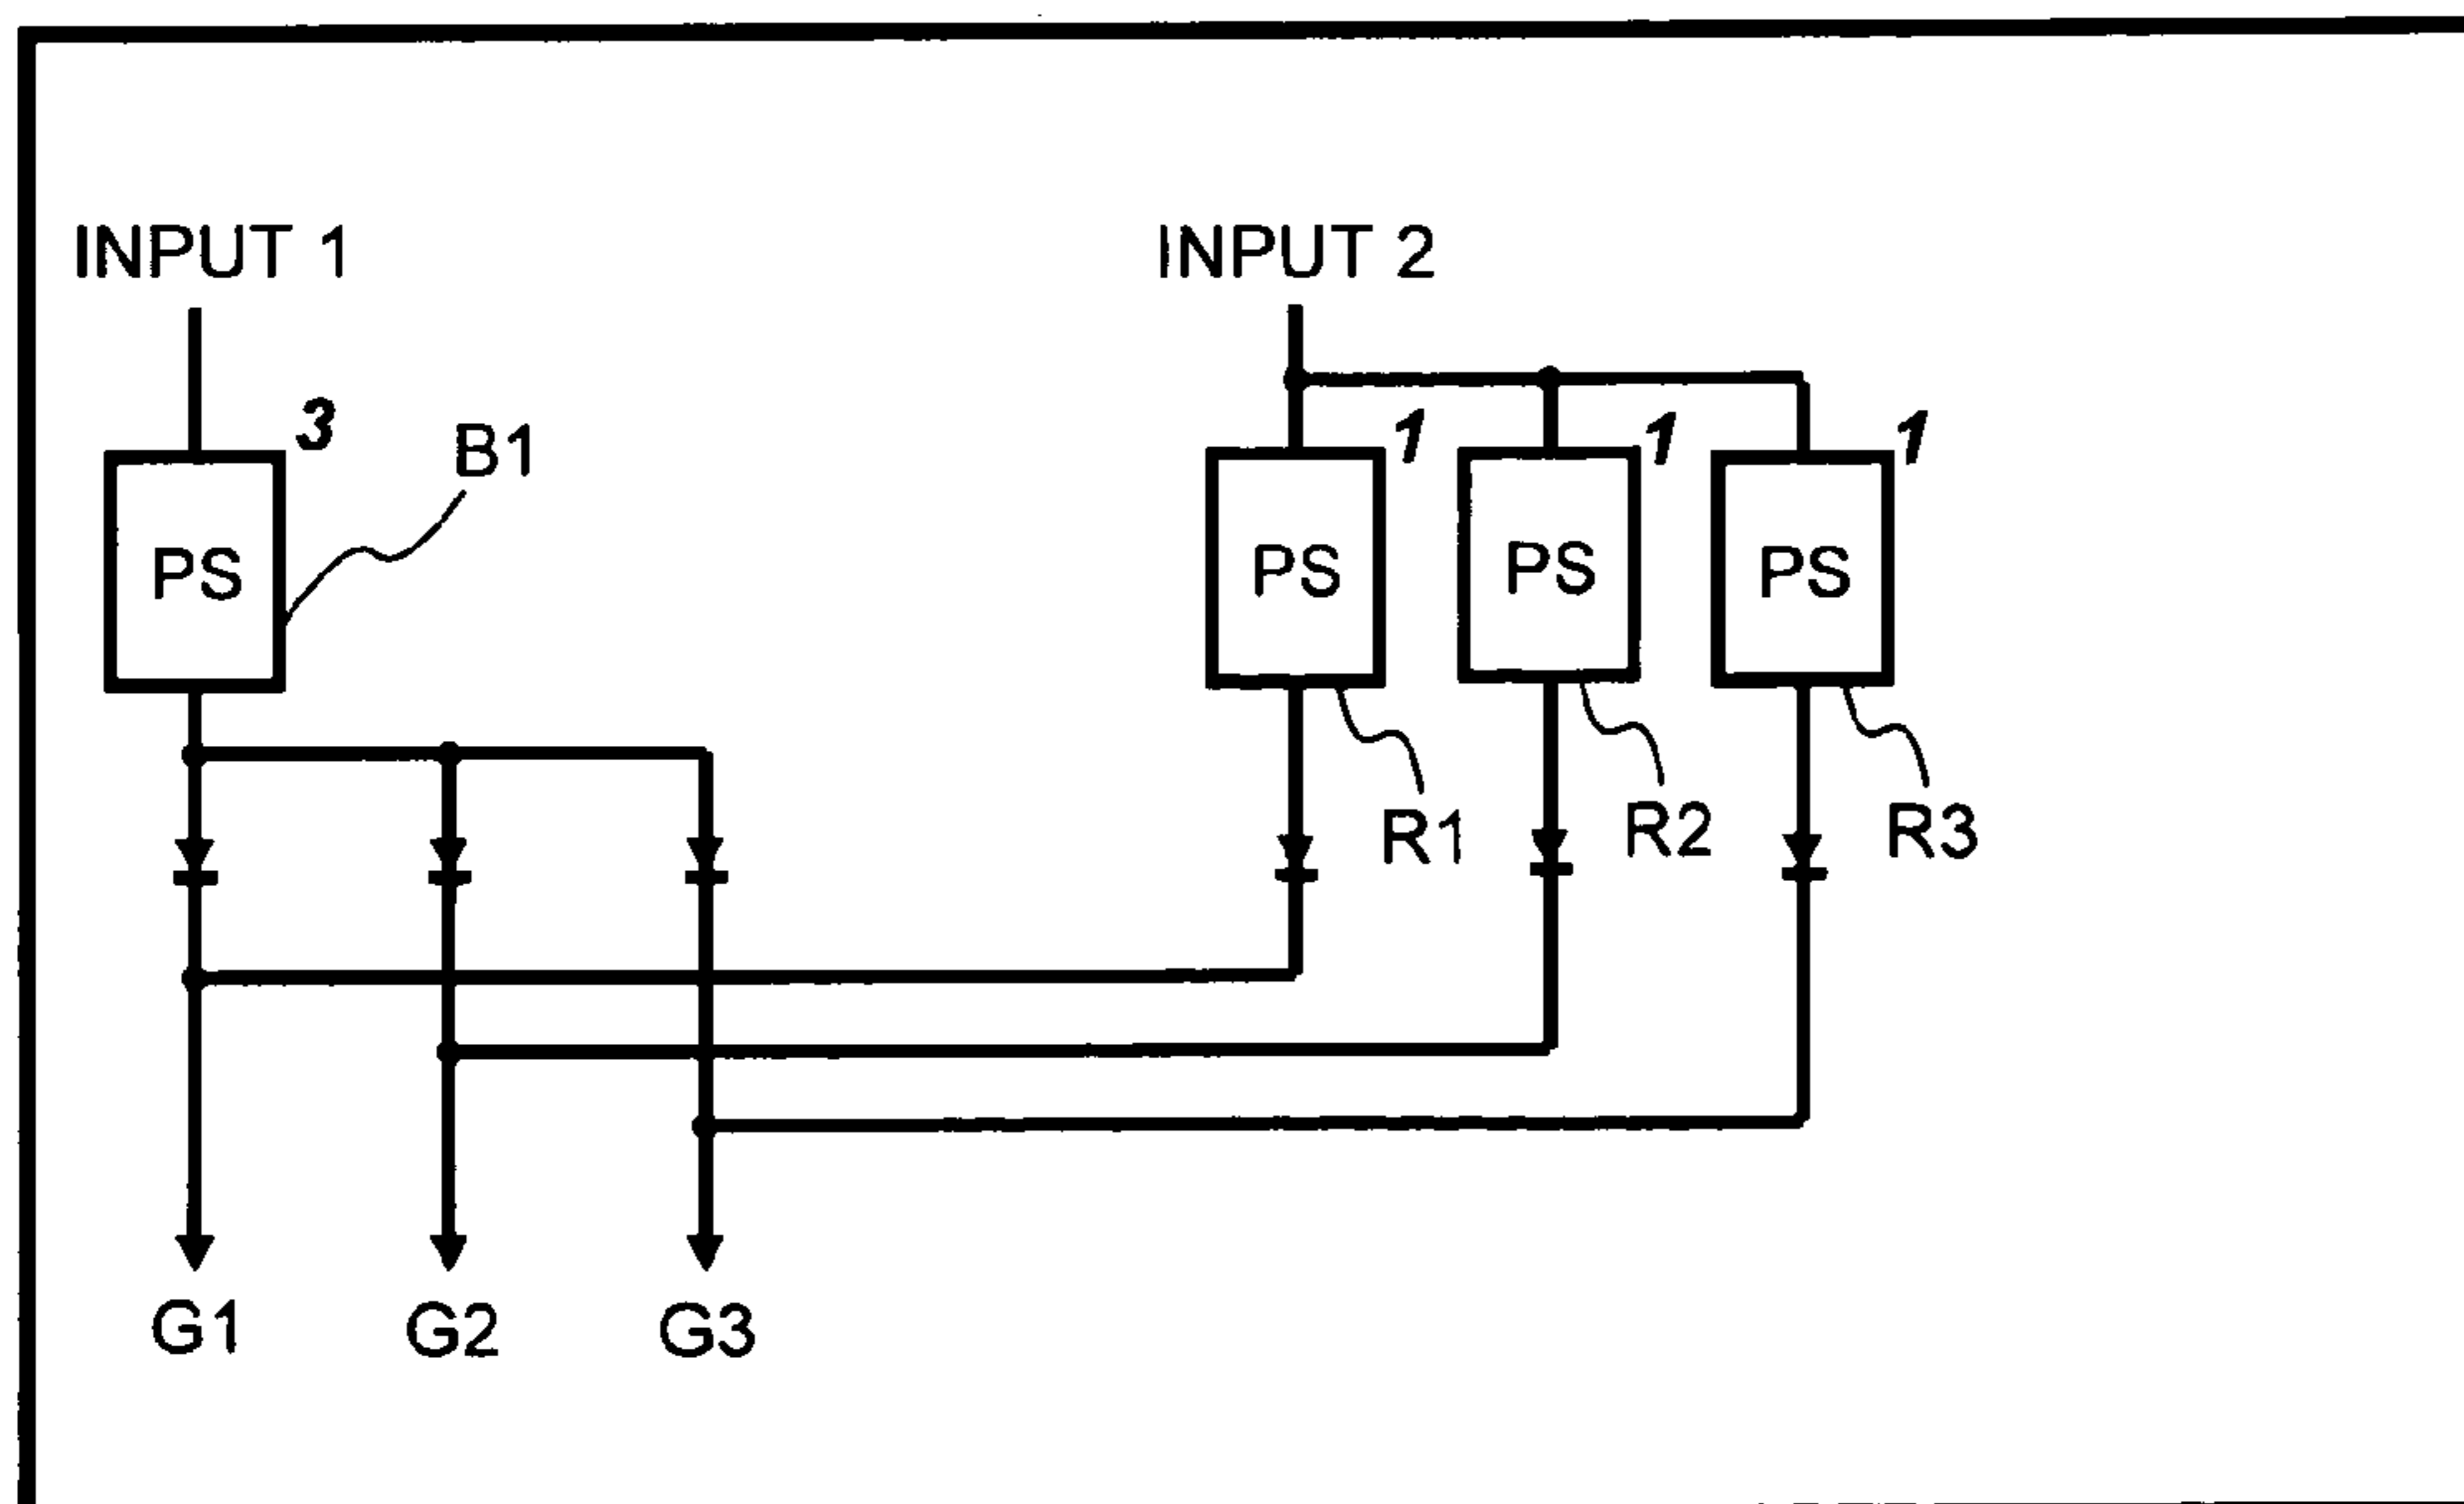 INPUT 1 INPUT 2
3 B1 1 1 1
PS PS PS PS
R1 R2 R3
G1 G2 G3